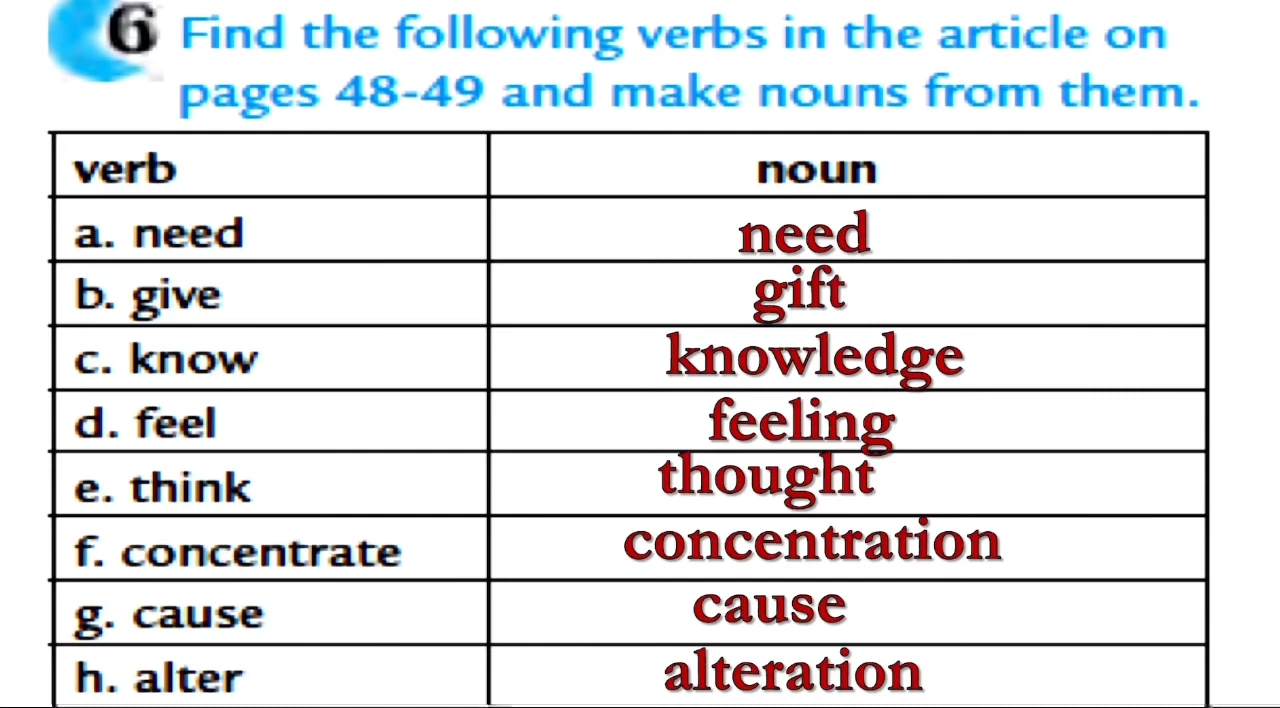 6 Find the following verbs in the article on
pages 48-49 and make nouns from them.
verb noun
a. need need
b. give gift
c. know knowledge
d. feel feeling
e. think thought
f. concentrate concentration
g. cause cause
h. alter alteration